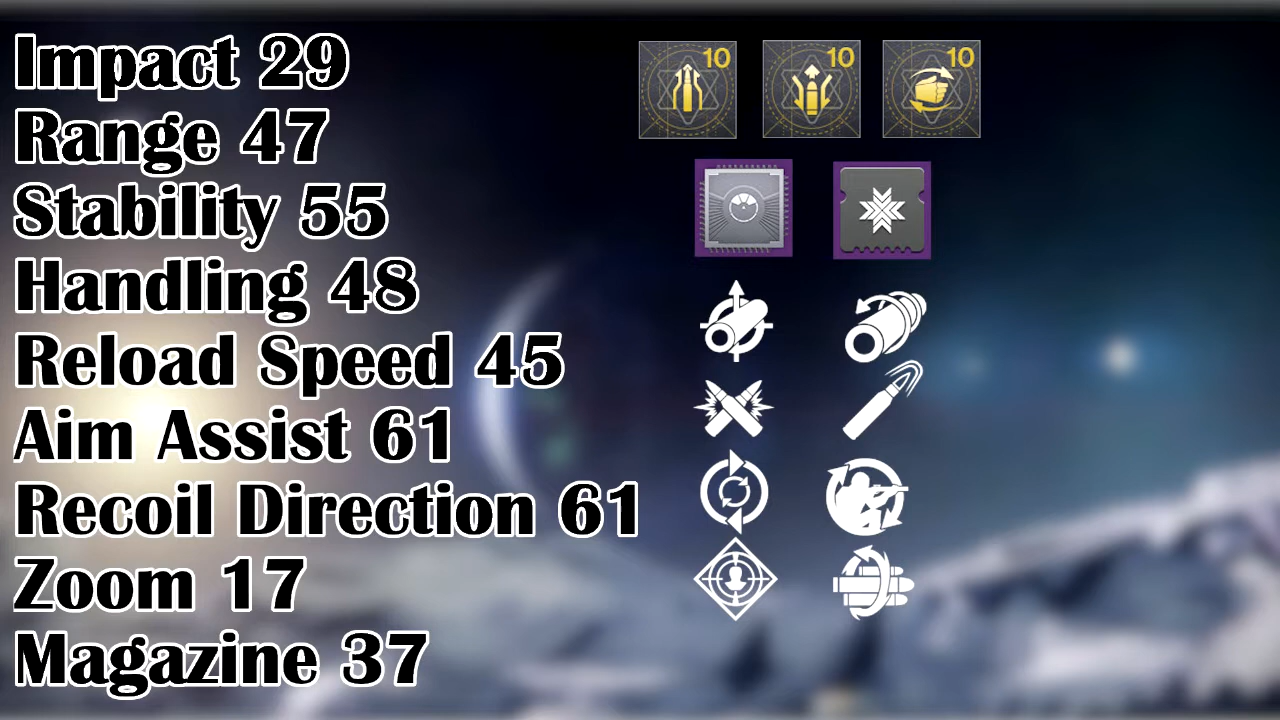 Impact 29
Range 47
Stability 55
Handling 48
Reload Speed 45
Aim Assist 61
Recoil Direction 61
Zoom 17
Magazine 37
10
10
10